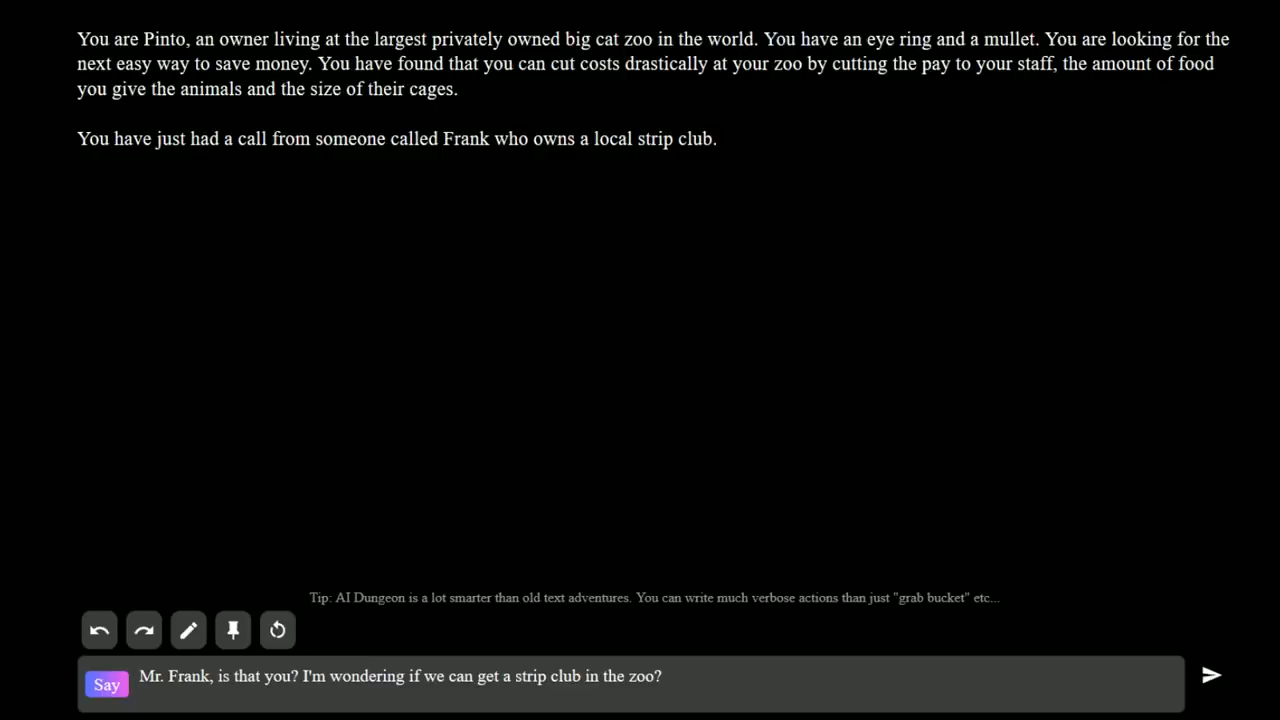 You are Pinto, an owner living at the largest privately owned big cat zoo in the world. You have an eye ring and a mullet. You are looking for the
next easy way to save money. You have found that you can cut costs drastically at your zoo by cutting the pay to your staff, the amount of food
you give the animals and the size of their cages.
You have just had a call from someone called Frank who owns a local strip club.
Tip: AI Dungeon is a lot smarter than old text adventures. You can write much verbose actions than just "grab bucket" etc...
Say Mr. Frank, is that you? I'm wondering if we can get a strip club in the zoo?